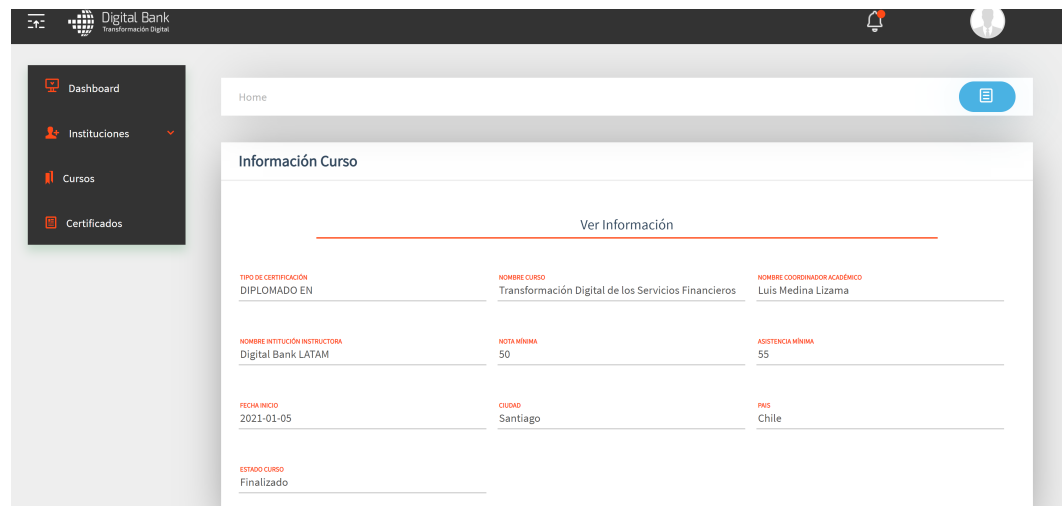 Digital Bank
Transformación Digital
Dashboard
Instituciones
Cursos
Certificados
Home
Información Curso
Ver Información
TIPO DE CERTIFICACIÓN
DIPLOMADO EN
NOMBRE CURSO
Transformación Digital de los Servicios Financieros
NOMBRE COORDINADOR ACADÉMICO
Luis Medina Lizama
NOMBRE INTITUCIÓN INSTRUCTORA
Digital Bank LATAM
NOTA MÍNIMA
50
ASISTENCIA MÍNIMA
55
FECHA INICIO
2021-01-05
CIUDAD
Santiago
PAIS
Chile
ESTADO CURSO
Finalizado